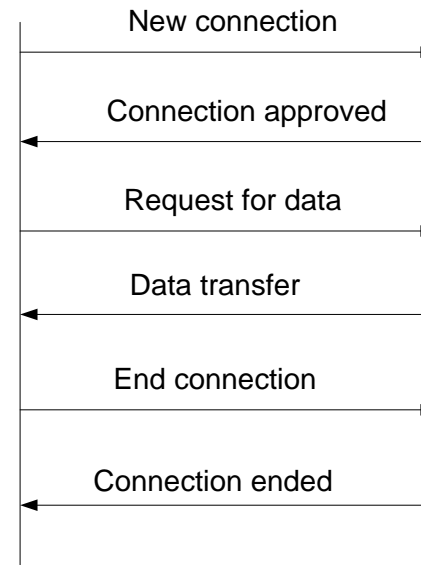 New connection
Connection approved
Request for data
Data transfer
End connection
Connection ended